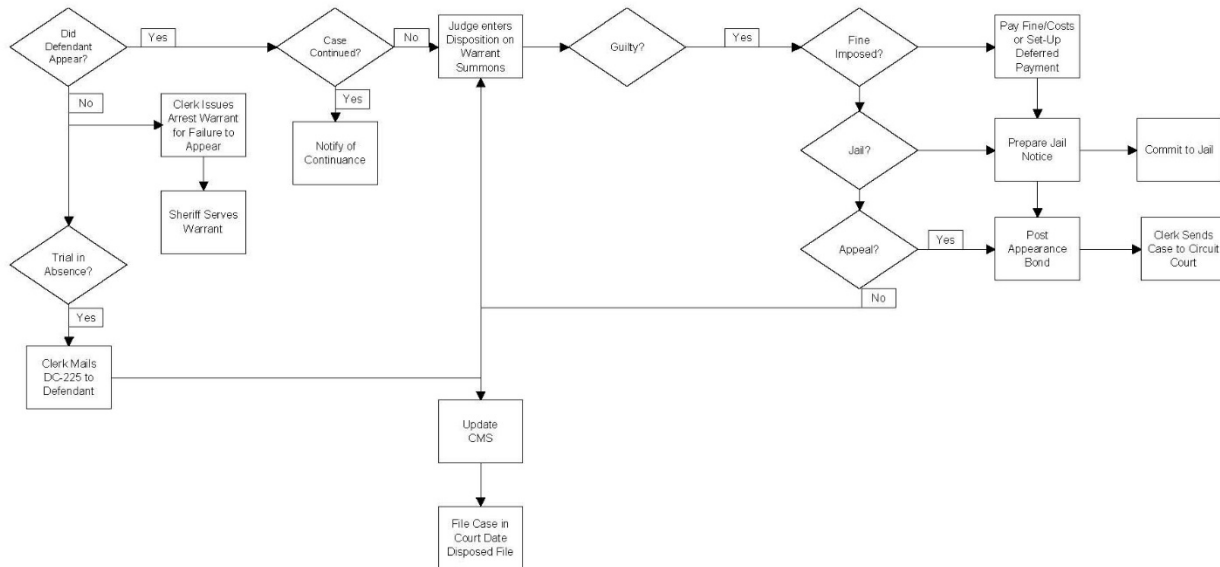 Did
Defendant
Appear?
Yes
Case
Continued?
No
Judge enters
Disposition on
Warrant
Summons
Guilty?
Yes
Fine
Imposed?
Pay Fine/Costs
or Set-Up
Deferred
Payment
No
Clerk Issues
Arrest Warrant
for Failure to
Appear
Yes
Notify of
Continuance
Jail?
Prepare Jail
Notice
Commit to Jail
Sheriff Serves
Warrant
Trial in
Absence?
Appeal?
Yes
Post
Appearance
Bond
Clerk Sends
Case to Circuit
Court
No
Yes
Clerk Mails
DC-225 to
Defendant
Update
CMS
File Case in
Court Date
Disposed File